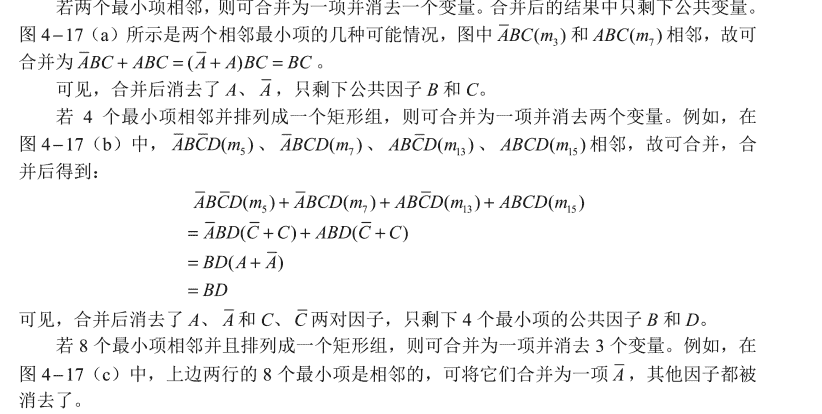 若两个最小项相邻，则可合并为一项并消去一个变量。合并后的结果中只剩下公共变量。
图 4−17（a）所示是两个相邻最小项的几种可能情况，图中 A̅BC(m₃) 和 ABC(m₇) 相邻，故可
合并为 A̅BC + ABC = (A̅ + A)BC = BC 。
可见，合并后消去了 A、 A̅ ，只剩下公共因子 B 和 C。
若 4 个最小项相邻并排列成一个矩形组，则可合并为一项并消去两个变量。例如，在
图 4−17（b）中， A̅BC̅D(m₅) 、 A̅BCD(m₇) 、 ABC̅D(m₁₃) 、 ABCD(m₁₅) 相邻，故可合并，合
并后得到：
A̅BC̅D(m₅) + A̅BCD(m₇) + ABC̅D(m₁₃) + ABCD(m₁₅)
= A̅BD(C̅ + C) + ABD(C̅ + C)
= BD(A + A̅)
= BD
可见，合并后消去了 A、 A̅ 和 C、 C̅ 两对因子，只剩下 4 个最小项的公共因子 B 和 D。
若 8 个最小项相邻并且排列成一个矩形组，则可合并为一项并消去 3 个变量。例如，在
图 4−17（c）中，上边两行的 8 个最小项是相邻的，可将它们合并为一项 A̅ ，其他因子都被
消去了。